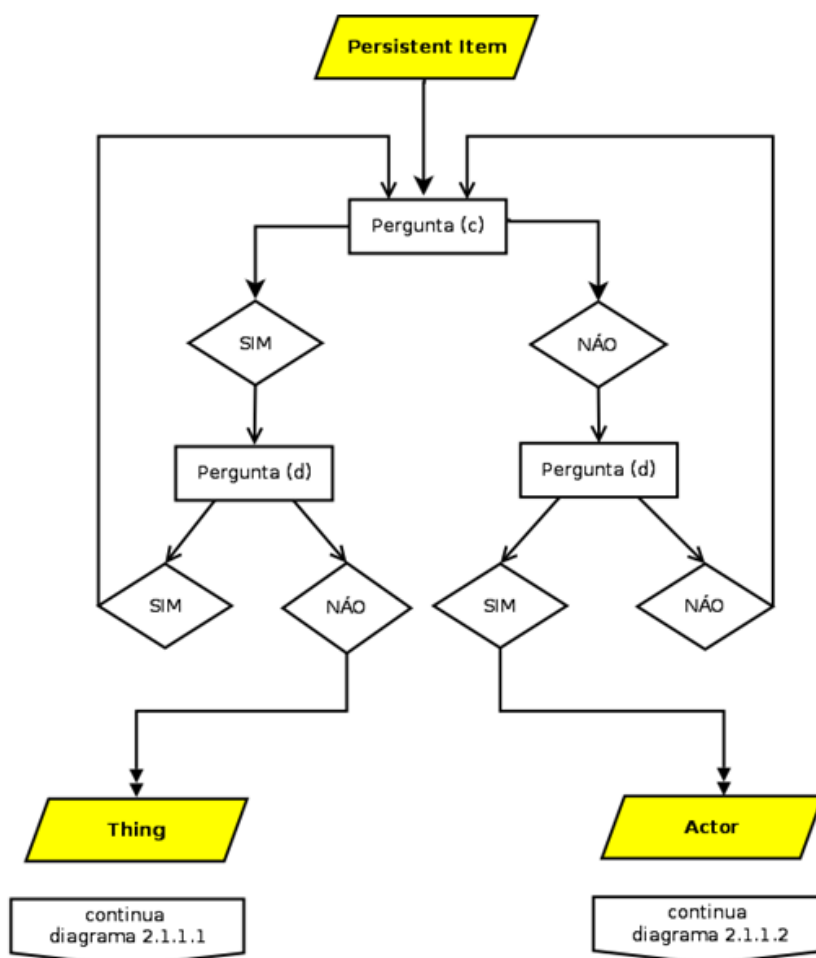 Persistent Item
Pergunta (c)
SIM
NÁO
Pergunta (d)
Pergunta (d)
SIM
NÁO
SIM
NÁO
Thing
Actor
continua
diagrama 2.1.1.1
continua
diagrama 2.1.1.2